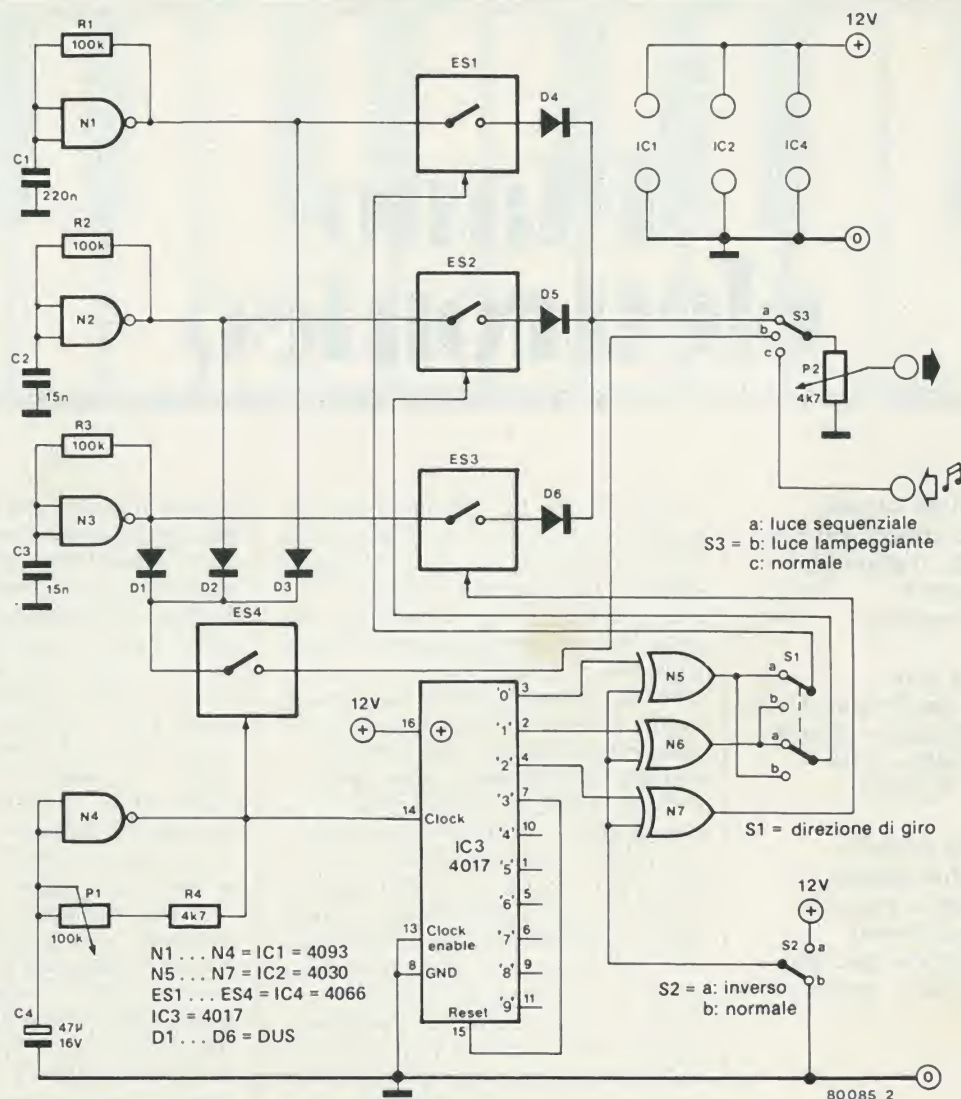 12V
R1
100k
ES1
D4
N1
IC1
IC2
IC4
C1
220n
0
R2
100k
ES2
D5
N2
a
b
c
S3
P2
4k7
C2
15n
R3
100k
ES3
D6
N3
a: luce sequenziale
S3 = b: luce lampeggiante
c: normale
C3
15n
D1
D2
D3
ES4
12V
16
'0'
3
N5
a
S1
b
'1'
2
N6
a
b
'2'
4
N7
'3'
7
S1 = direzione di giro
N4
14
Clock
'4'
10
IC3
4017
'5'
1
'6'
5
12V
P1
100k
R4
4k7
13
Clock
enable
'7'
6
S2
a
b
8
GND
'8'
9
'9'
11
S2 = a: inverso
b: normale
Reset
15
N1 ... N4 = IC1 = 4093
N5 ... N7 = IC2 = 4030
ES1 ... ES4 = IC4 = 4066
IC3 = 4017
D1 ... D6 = DUS
C4
47µ
16V
0
80085 2